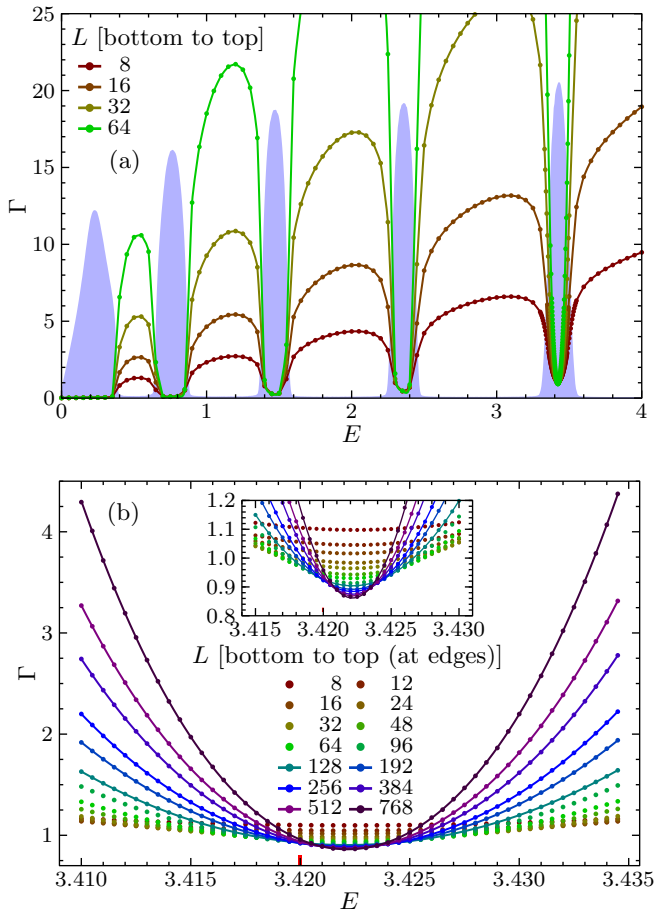 25
20
15
10
5
0
Γ
L [bottom to top]
8
16
32
64
(a)
0 1 2 3 4
E
(b)
4
3
2
1
Γ
1.2
1.1
1.0
0.9
0.8
3.415 3.420 3.425 3.430
L [bottom to top (at edges)]
8 12
16 24
32 48
64 96
128 192
256 384
512 768
3.410 3.415 3.420 3.425 3.430 3.435
E